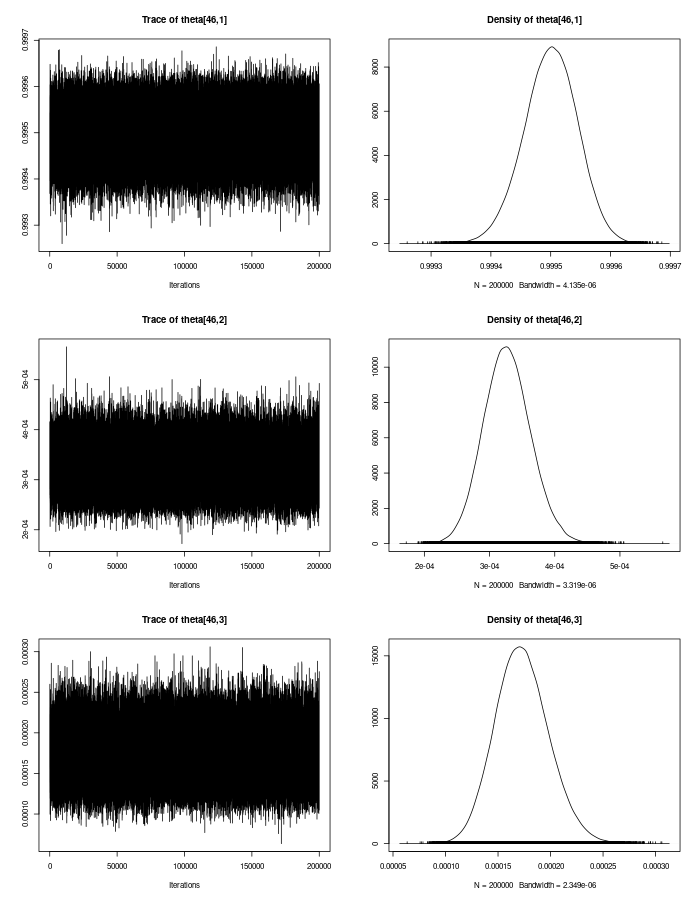 Trace of theta[46,1]
0.9993 0.9994 0.9995 0.9996 0.9997
0 50000 100000 150000 200000
Iterations
Density of theta[46,1]
0 2000 4000 6000 8000
0.9993 0.9994 0.9995 0.9996 0.9997
N = 200000 Bandwidth = 4.135e-06
Trace of theta[46,2]
2e-04 3e-04 4e-04 5e-04
0 50000 100000 150000 200000
Iterations
Density of theta[46,2]
0 2000 4000 6000 8000 10000
2e-04 3e-04 4e-04 5e-04
N = 200000 Bandwidth = 3.319e-06
Trace of theta[46,3]
0.00010 0.00015 0.00020 0.00025 0.00030
0 50000 100000 150000 200000
Iterations
Density of theta[46,3]
0 5000 10000 15000
0.00005 0.00010 0.00015 0.00020 0.00025 0.00030
N = 200000 Bandwidth = 2.349e-06